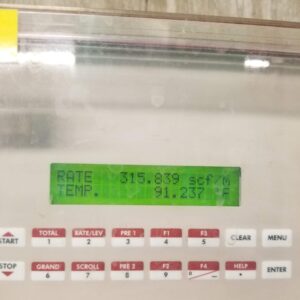 RATE 315.839 scf/M
TEMP. 91.237 °F
START TOTAL 1 RATE/LEV 2 PRE 1 3 F1 4 F3 5 CLEAR MENU
STOP GRAND 6 SCROLL 7 PRE 2 8 F2 9 F4 0 HELP • ENTER